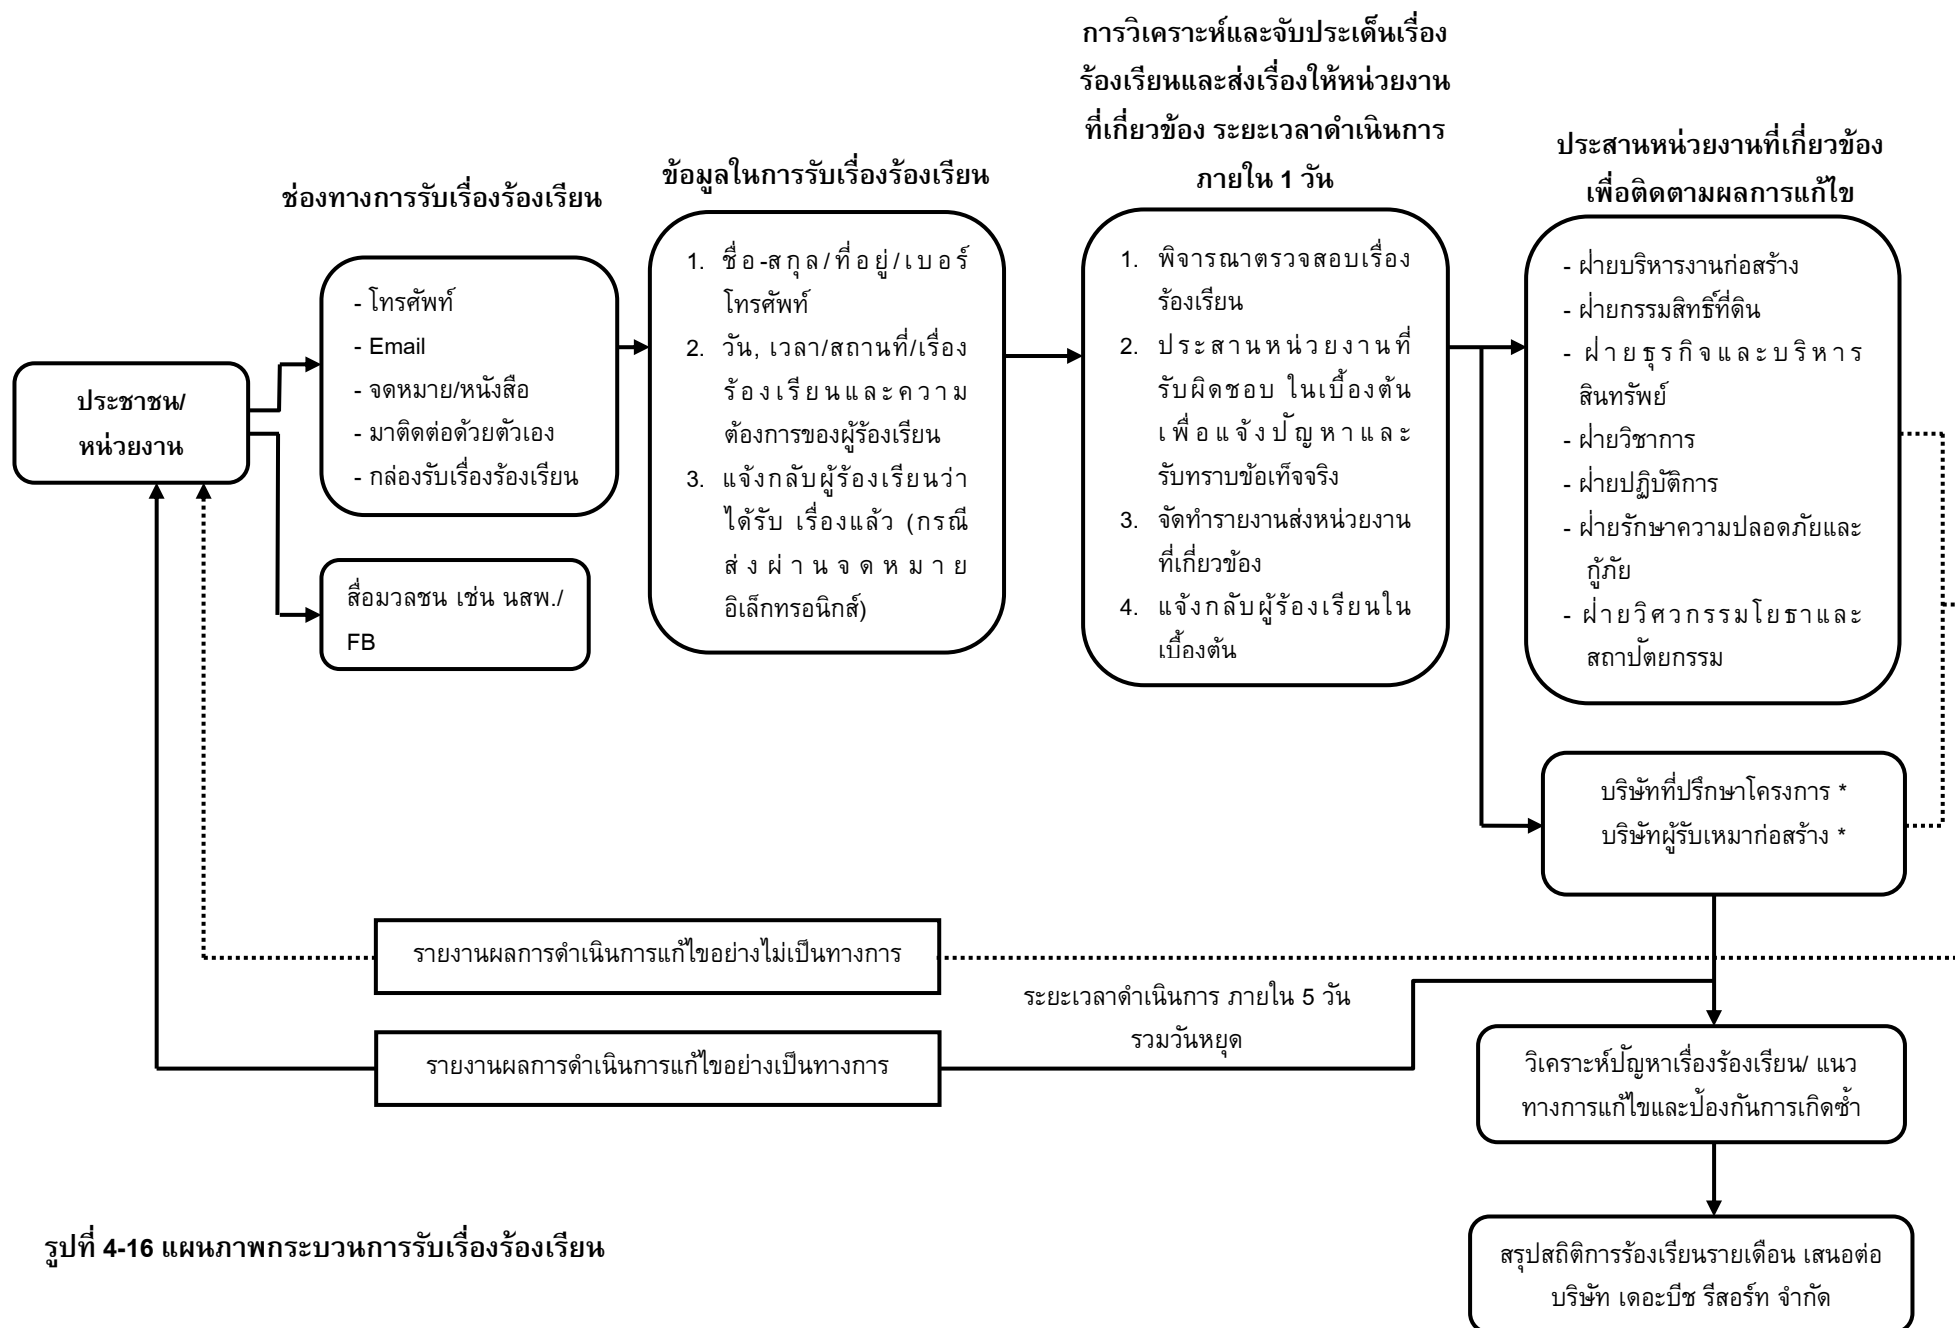 การวิเคราะห์และจับประเด็นเรื่อง
ร้องเรียนและส่งเรื่องให้หน่วยงาน
ที่เกี่ยวข้อง ระยะเวลาดำเนินการ
ภายใน 1 วัน
ประสานหน่วยงานที่เกี่ยวข้อง
เพื่อติดตามผลการแก้ไข
ข้อมูลในการรับเรื่องร้องเรียน
ช่องทางการรับเรื่องร้องเรียน
ประชาชน/
หน่วยงาน
- โทรศัพท์
- Email
- จดหมาย/หนังสือ
- มาติดต่อด้วยตัวเอง
- กล่องรับเรื่องร้องเรียน
สื่อมวลชน เช่น นสพ./
FB
1. ชื่อ-สกุล/ที่อยู่/เบอร์
โทรศัพท์
2. วัน, เวลา/สถานที่/เรื่อง
ร้องเรียนและความ
ต้องการของผู้ร้องเรียน
3. แจ้งกลับผู้ร้องเรียนว่า
ได้รับ เรื่องแล้ว (กรณี
ส่งผ่านจดหมาย
อิเล็กทรอนิกส์)
1. พิจารณาตรวจสอบเรื่อง
ร้องเรียน
2. ประสานหน่วยงานที่
รับผิดชอบ ในเบื้องต้น
เพื่อแจ้งปัญหาและ
รับทราบข้อเท็จจริง
3. จัดทำรายงานส่งหน่วยงาน
ที่เกี่ยวข้อง
4. แจ้งกลับผู้ร้องเรียนใน
เบื้องต้น
- ฝ่ายบริหารงานก่อสร้าง
- ฝ่ายกรรมสิทธิ์ที่ดิน
- ฝ่ายธุรกิจและบริหาร
สินทรัพย์
- ฝ่ายวิชาการ
- ฝ่ายปฏิบัติการ
- ฝ่ายรักษาความปลอดภัยและ
กู้ภัย
- ฝ่ายวิศวกรรมโยธาและ
สถาปัตยกรรม
บริษัทที่ปรึกษาโครงการ *
บริษัทผู้รับเหมาก่อสร้าง *
รายงานผลการดำเนินการแก้ไขอย่างไม่เป็นทางการ
ระยะเวลาดำเนินการ ภายใน 5 วัน
รวมวันหยุด
รายงานผลการดำเนินการแก้ไขอย่างเป็นทางการ
วิเคราะห์ปัญหาเรื่องร้องเรียน/ แนว
ทางการแก้ไขและป้องกันการเกิดซ้ำ
สรุปสถิติการร้องเรียนรายเดือน เสนอต่อ
บริษัท เดอะบีช รีสอร์ท จำกัด
รูปที่ 4-16 แผนภาพกระบวนการรับเรื่องร้องเรียน